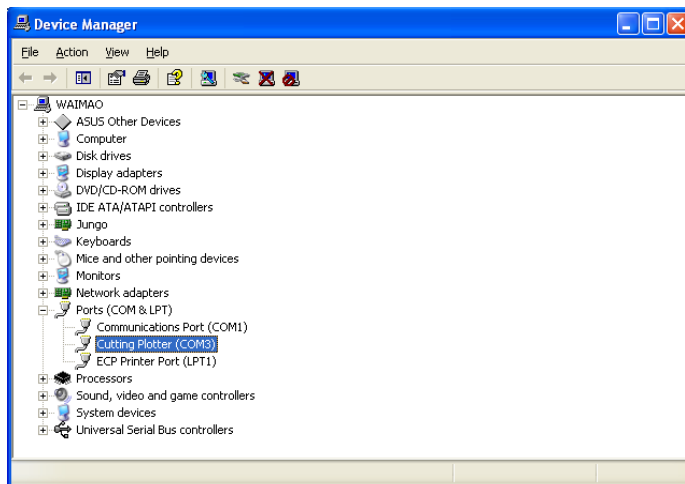 Device Manager
File Action View Help
WAIMAO
ASUS Other Devices
Computer
Disk drives
Display adapters
DVD/CD-ROM drives
IDE ATA/ATAPI controllers
Jungo
Keyboards
Mice and other pointing devices
Monitors
Network adapters
Ports (COM & LPT)
Communications Port (COM1)
Cutting Plotter (COM3)
ECP Printer Port (LPT1)
Processors
Sound, video and game controllers
System devices
Universal Serial Bus controllers